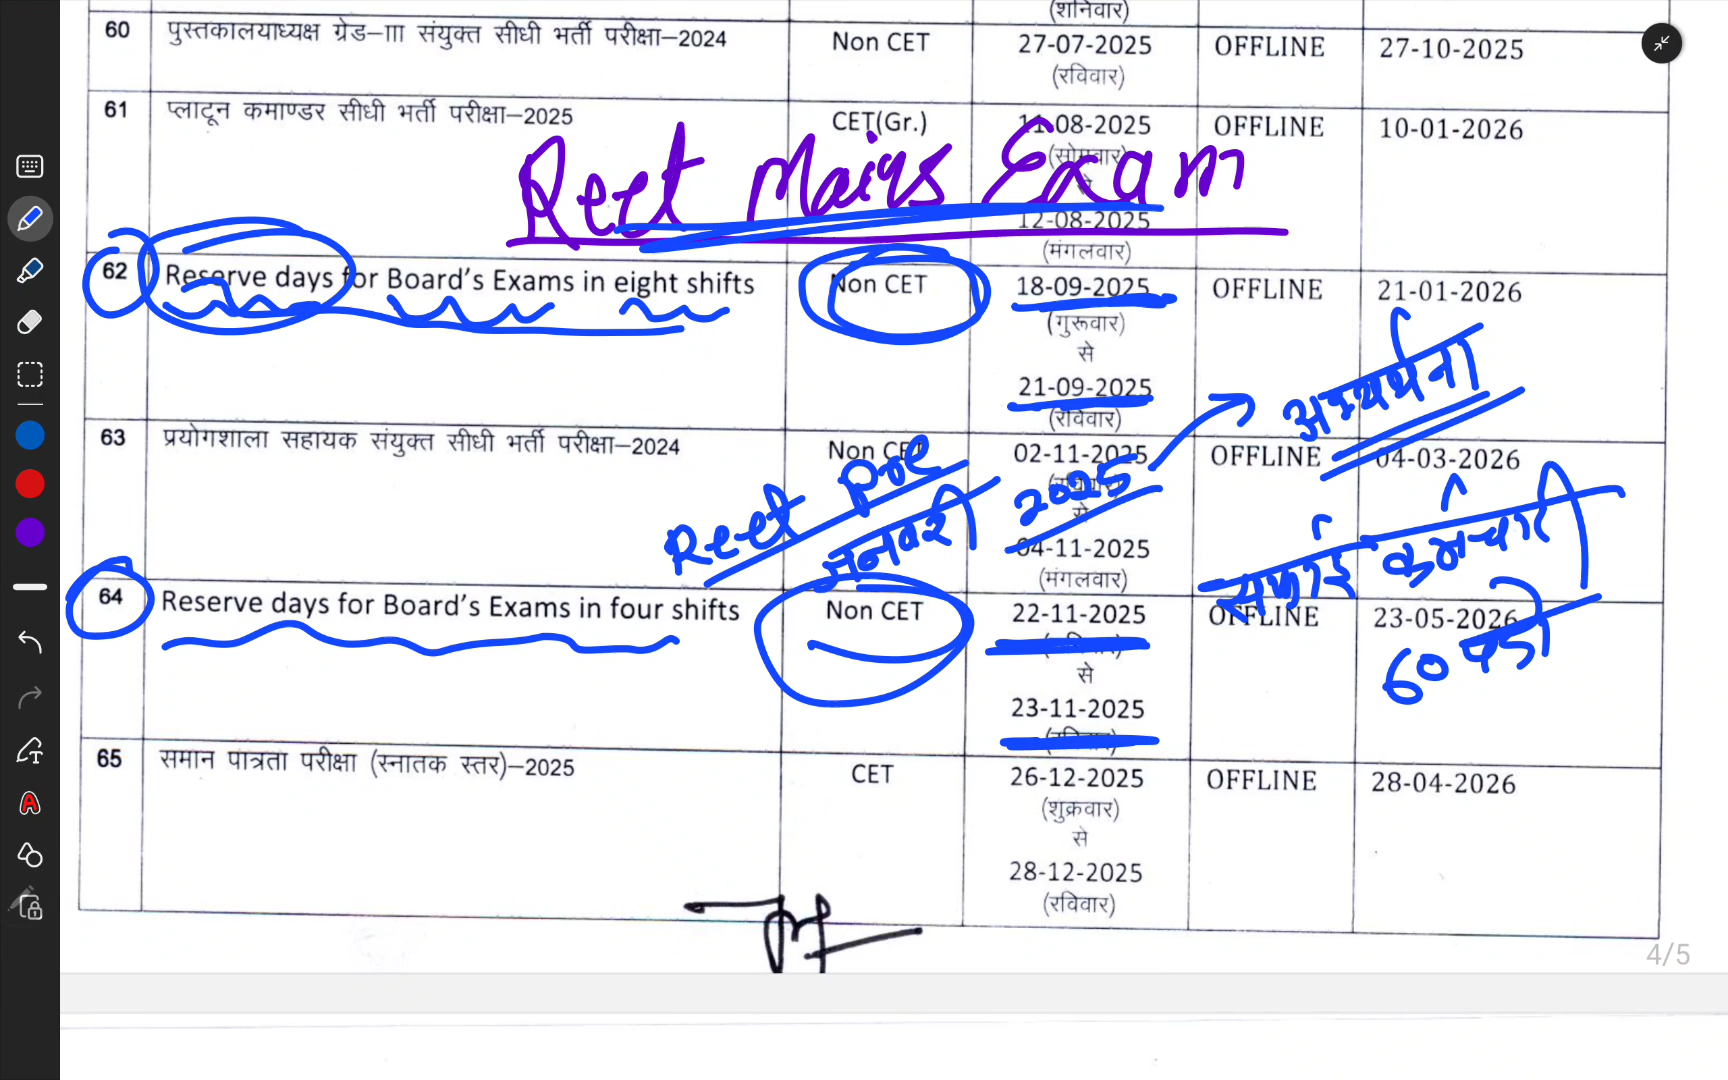 (शनिवार)
60 पुस्तकालयाध्यक्ष ग्रेड–III संयुक्त सीधी भर्ती परीक्षा–2024 Non CET 27-07-2025 OFFLINE 27-10-2025
(रविवार)
61 प्लाटून कमाण्डर सीधी भर्ती परीक्षा–2025 CET(Gr.) 11-08-2025 OFFLINE 10-01-2026
(सोमवार)
से
Reet Mains Exam
12-08-2025
(मंगलवार)
62 Reserve days for Board's Exams in eight shifts Non CET 18-09-2025 OFFLINE 21-01-2026
(गुरूवार)
से
21-09-2025
(रविवार)
अभ्यर्थना
63 प्रयोगशाला सहायक संयुक्त सीधी भर्ती परीक्षा–2024 Non CET 02-11-2025 OFFLINE 04-03-2026
(रविवार)
से
Reet pre
जनवरी 2025
04-11-2025
(मंगलवार)
सफाई कर्मचारी
64 Reserve days for Board's Exams in four shifts Non CET 22-11-2025 OFFLINE 23-05-2026
से
60
23-11-2025
65 समान पात्रता परीक्षा (स्नातक स्तर)–2025 CET 26-12-2025 OFFLINE 28-04-2026
(शुक्रवार)
से
28-12-2025
(रविवार)
4/5